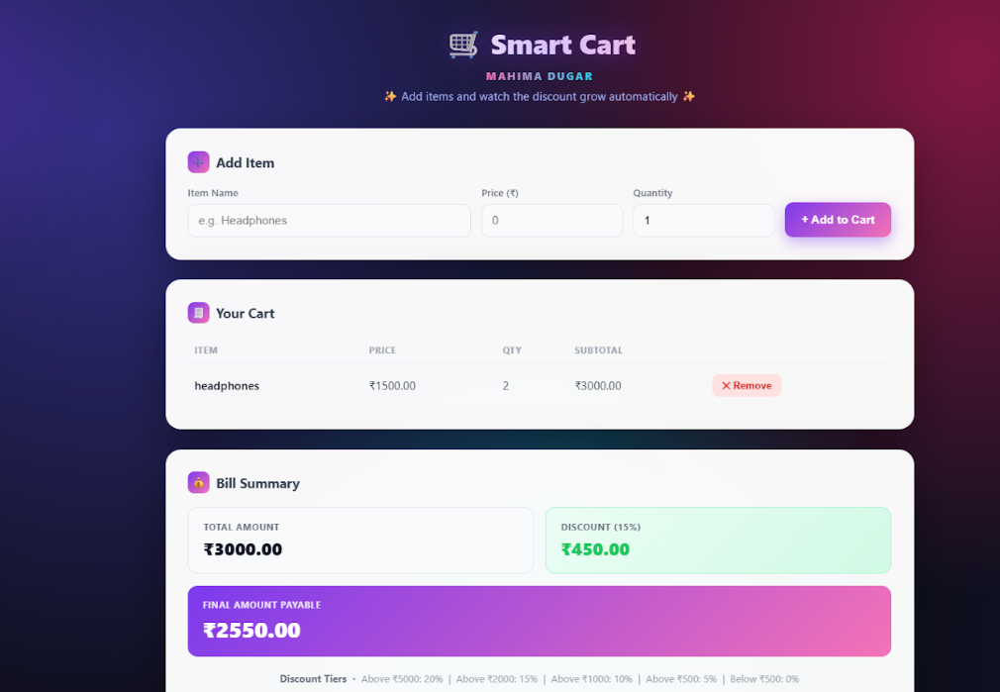 Smart Cart
MAHIMA DUGAR
✨ Add items and watch the discount grow automatically ✨
Add Item
Item Name Price (₹) Quantity
e.g. Headphones 0 1 + Add to Cart
Your Cart
ITEM PRICE QTY SUBTOTAL
headphones ₹1500.00 2 ₹3000.00 ✕ Remove
Bill Summary
TOTAL AMOUNT DISCOUNT (15%)
₹3000.00 ₹450.00
FINAL AMOUNT PAYABLE
₹2550.00
Discount Tiers • Above ₹5000: 20% | Above ₹2000: 15% | Above ₹1000: 10% | Above ₹500: 5% | Below ₹500: 0%